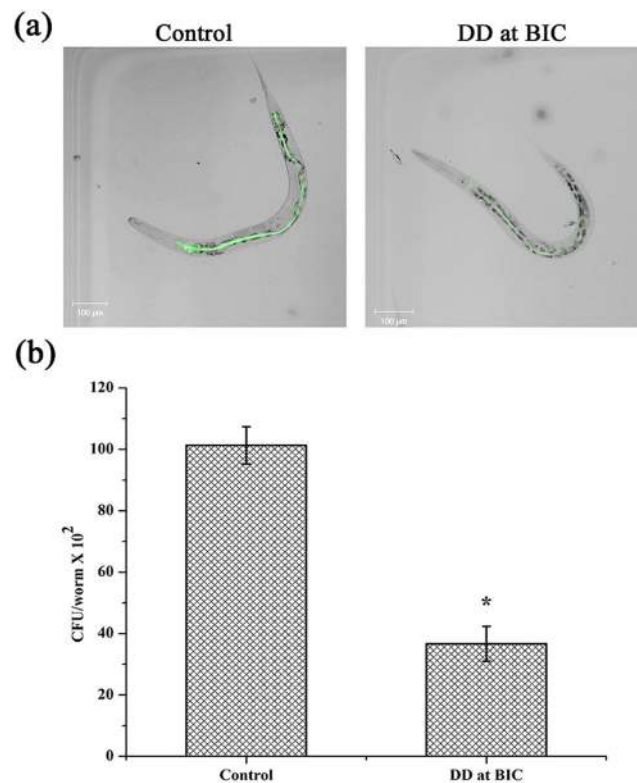 (a)
Control
DD at BIC
100 µm
100 µm
(b)
120
100
80
60
40
20
0
CFU/worm X 10²
*
Control
DD at BIC